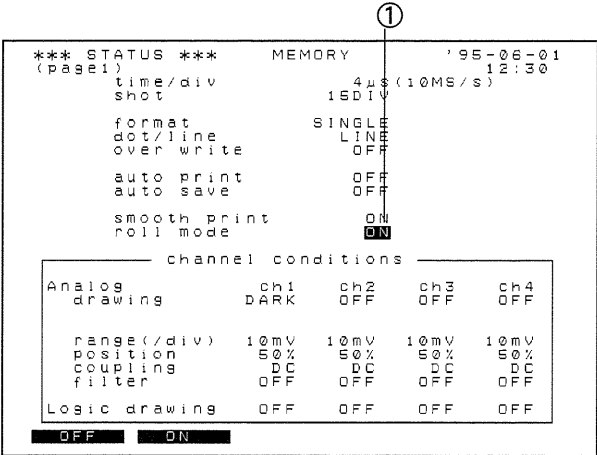 ①
*** STATUS *** MEMORY '95-06-01
(page1) 12:30
time/div 4µs(10MS/s)
shot 15DIV
format SINGLE
dot/line LINE
over write OFF
auto print OFF
auto save OFF
smooth print ON
roll mode ON
channel conditions
Analog ch1 ch2 ch3 ch4
drawing DARK OFF OFF OFF
range(/div) 10mV 10mV 10mV 10mV
position 50% 50% 50% 50%
coupling DC DC DC DC
filter OFF OFF OFF OFF
Logic drawing OFF OFF OFF OFF
OFF ON